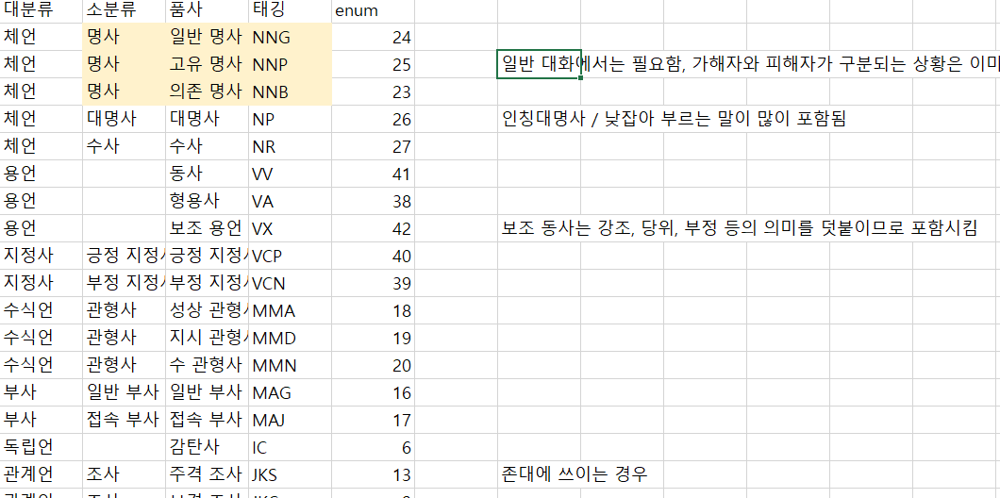 대분류 소분류 품사 태깅 enum
체언 명사 일반 명사 NNG 24
체언 명사 고유 명사 NNP 25 일반 대화에서는 필요함, 가해자와 피해자가 구분되는 상황은 이미
체언 명사 의존 명사 NNB 23
체언 대명사 대명사 NP 26 인칭대명사 / 낮잡아 부르는 말이 많이 포함됨
체언 수사 수사 NR 27
용언 동사 VV 41
용언 형용사 VA 38
용언 보조 용언 VX 42 보조 동사는 강조, 당위, 부정 등의 의미를 덧붙이므로 포함시킴
지정사 긍정 지정 긍정 지정 VCP 40
지정사 부정 지정 부정 지정 VCN 39
수식언 관형사 성상 관형 MMA 18
수식언 관형사 지시 관형 MMD 19
수식언 관형사 수 관형사 MMN 20
부사 일반 부사 일반 부사 MAG 16
부사 접속 부사 접속 부사 MAJ 17
독립언 감탄사 IC 6
관계언 조사 주격 조사 JKS 13 존대에 쓰이는 경우